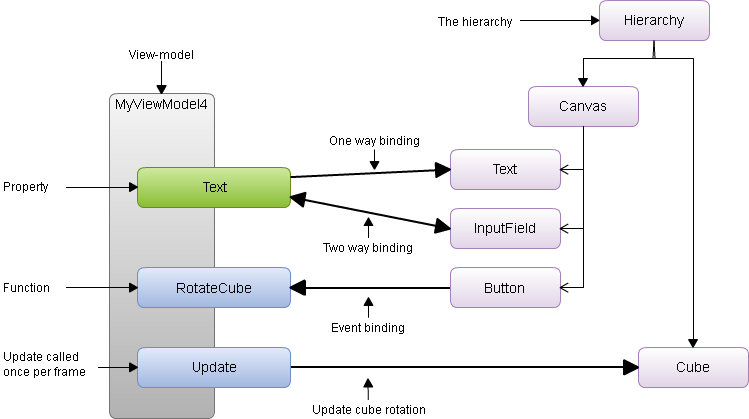 The hierarchy
Hierarchy
View-model
MyViewModel4
Canvas
One way binding
Property
Text
Text
InputField
Two way binding
Function
RotateCube
Button
Event binding
Update called
once per frame
Update
Cube
Update cube rotation